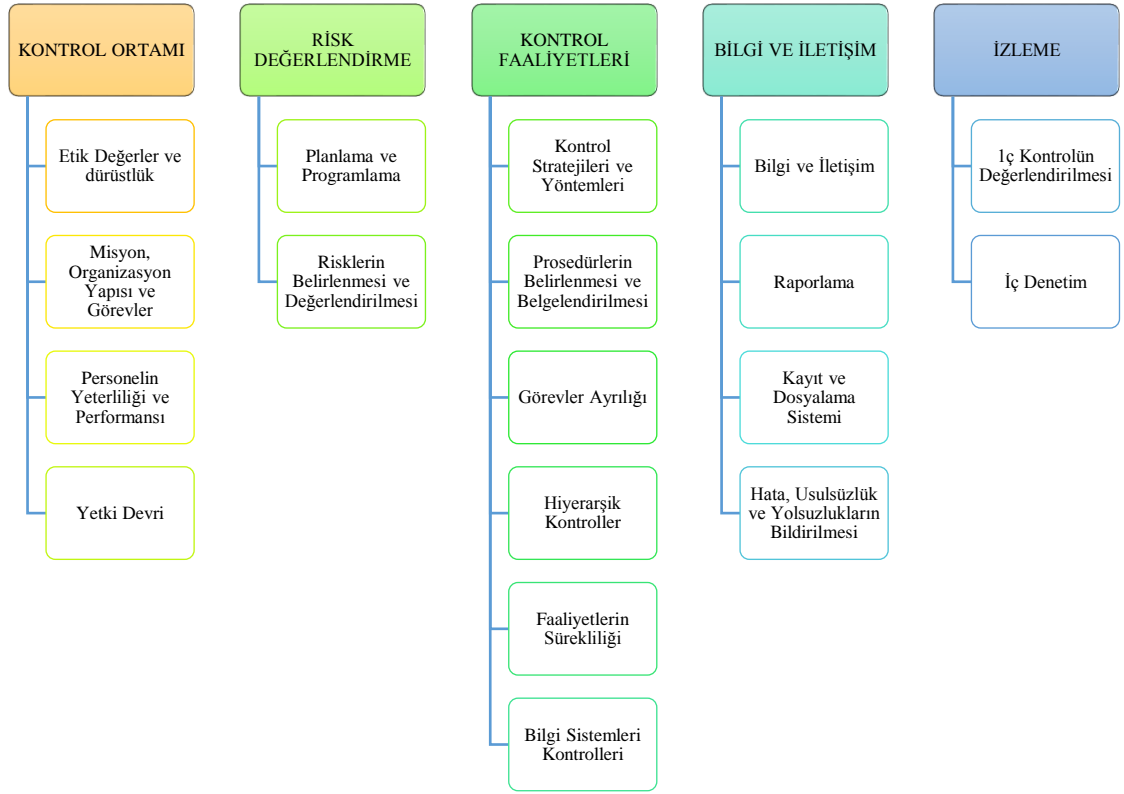 KONTROL ORTAMI
Etik Değerler ve
dürüstlük
Misyon,
Organizasyon
Yapısı ve
Görevler
Personelin
Yeterliliği ve
Performansı
Yetki Devri
RİSK
DEĞERLENDİRME
Planlama ve
Programlama
Risklerin
Belirlenmesi ve
Değerlendirilmesi
KONTROL
FAALİYETLERİ
Kontrol
Stratejileri ve
Yöntemleri
Prosedürlerin
Belirlenmesi ve
Belgelendirilmesi
Görevler Ayrılığı
Hiyerarşik
Kontroller
Faaliyetlerin
Sürekliliği
Bilgi Sistemleri
Kontrolleri
BİLGİ VE İLETİŞİM
Bilgi ve İletişim
Raporlama
Kayıt ve
Dosyalama
Sistemi
Hata, Usulsüzlük
ve Yolsuzlukların
Bildirilmesi
İZLEME
1ç Kontrolün
Değerlendirilmesi
İç Denetim